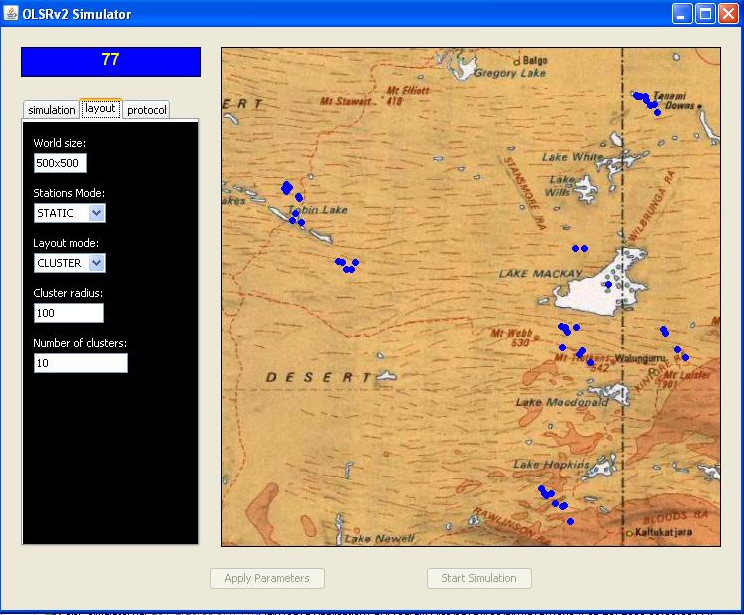 OLSRv2 Simulator
77
simulation layout protocol
World size:
500x500
Stations Mode:
STATIC
Layout mode:
CLUSTER
Cluster radius:
100
Number of clusters:
10
Balgo
Gregory Lake
ERT
Mt Elliott
Mt Stewart
418
Tanami
Downs
Lake White
Lake
Wills
STANSMORE RA
WILBRUNGA RA
akes
Tobin Lake
LAKE MACKAY
Mt Webb
530
M
Walungurru
542
Mt Leisler
901
DESERT
Lake Macdonald
Lake Hopkins
RAWLINSON RA
BLOODS RA
Kaltukatjara
Lake Newell
Apply Parameters Start Simulation